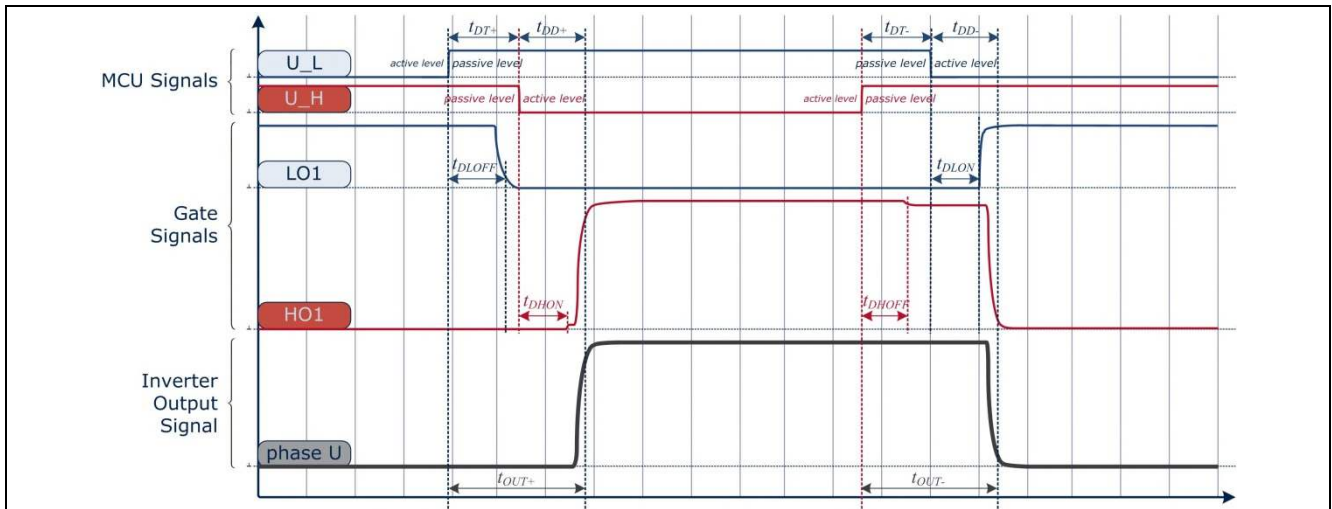 tDT+ tDD+ tDT- tDD-
MCU Signals
U_L
active level passive level passive level active level
U_H
passive level active level active level passive level
LO1
tDLOFF tDLON
Gate
Signals
HO1
tDHON tDHOFF
Inverter
Output
Signal
phase U
tOUT+ tOUT-